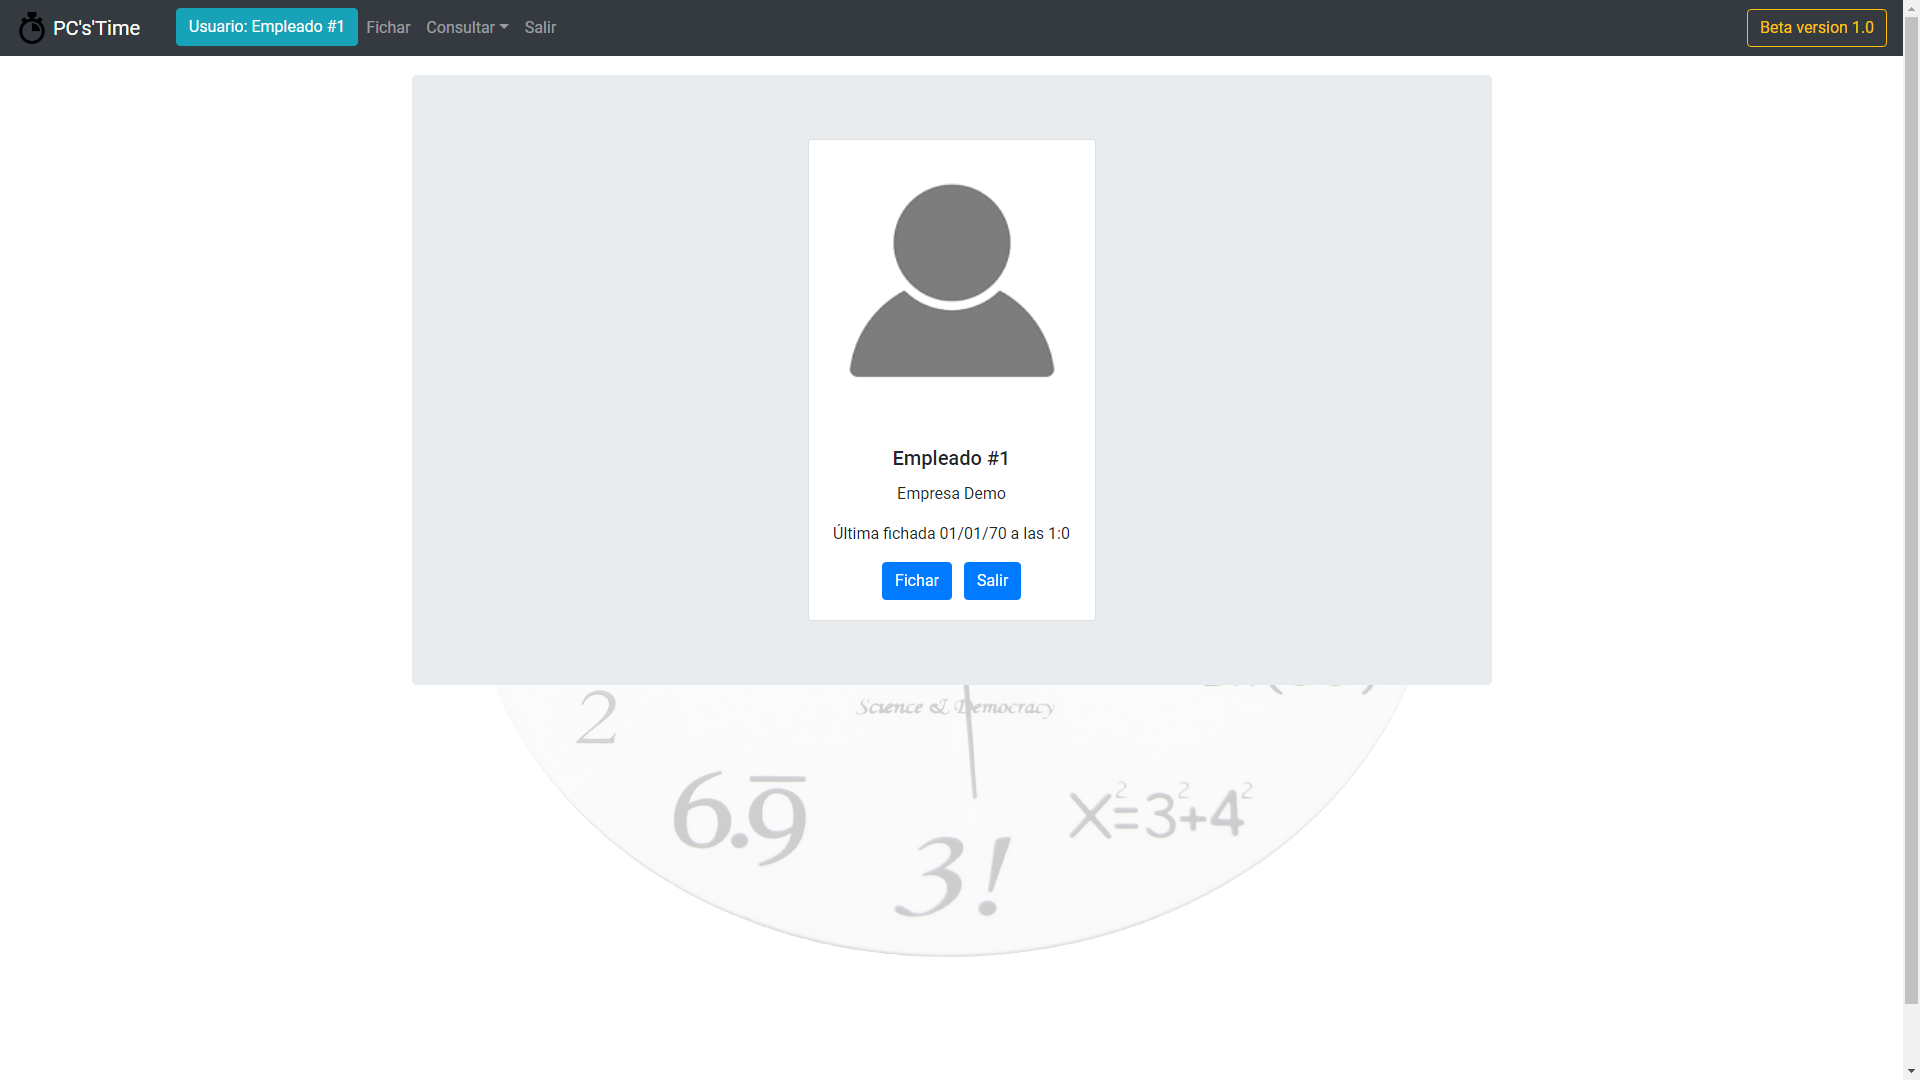 PC's'Time
Usuario: Empleado #1
Fichar
Consultar
Salir
Beta version 1.0
Empleado #1
Empresa Demo
Última fichada 01/01/70 a las 1:0
Fichar
Salir
Science & Democracy
2
6.9̅
X²=3²+4²
3!